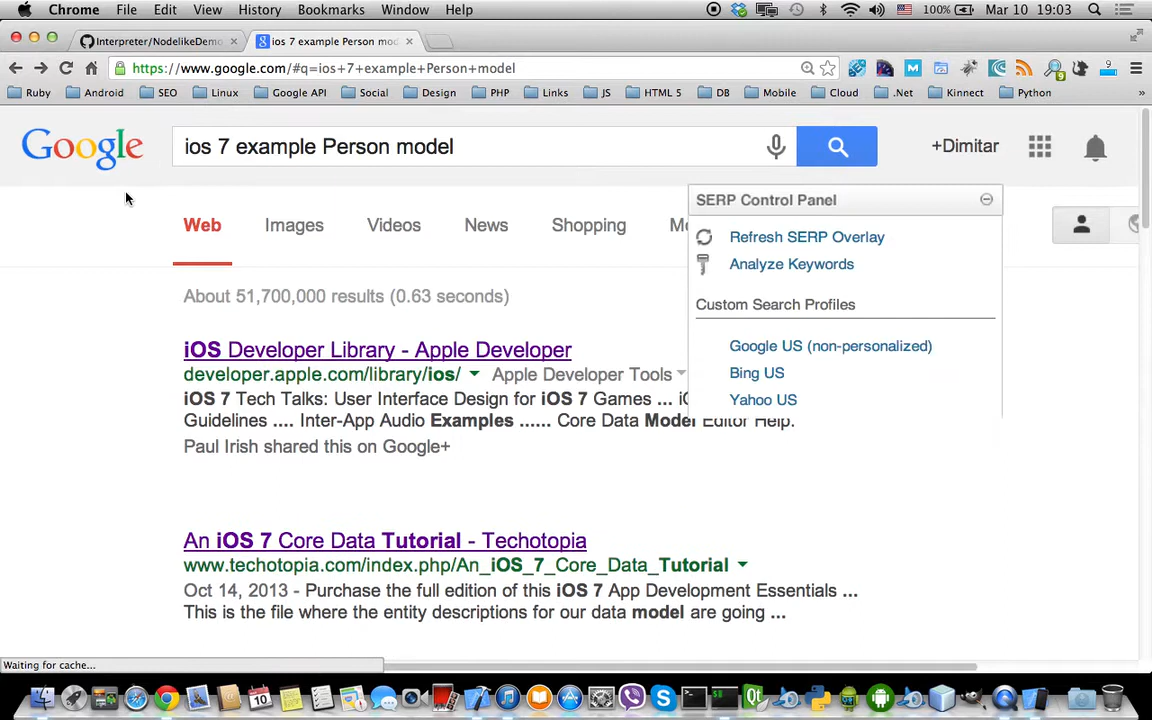 Chrome File Edit View History Bookmarks Window Help 100% Mar 10 19:03
Interpreter/NodelikeDemo × ios 7 example Person mod ×
https://www.google.com/#q=ios+7+example+Person+model
Ruby Android SEO Linux Google API Social Design PHP Links JS HTML 5 DB Mobile Cloud .Net Kinnect Python »
Google ios 7 example Person model +Dimitar
Web Images Videos News Shopping
SERP Control Panel
Refresh SERP Overlay
Analyze Keywords
Custom Search Profiles
Google US (non-personalized)
Bing US
Yahoo US
About 51,700,000 results (0.63 seconds)
iOS Developer Library - Apple Developer
developer.apple.com/library/ios/ Apple Developer Tools
iOS 7 Tech Talks: User Interface Design for iOS 7 Games ...
Guidelines .... Inter-App Audio Examples ...... Core Data Model Editor Help.
Paul Irish shared this on Google+
An iOS 7 Core Data Tutorial - Techotopia
www.techotopia.com/index.php/An_iOS_7_Core_Data_Tutorial
Oct 14, 2013 - Purchase the full edition of this iOS 7 App Development Essentials ...
This is the file where the entity descriptions for our data model are going ...
Waiting for cache...